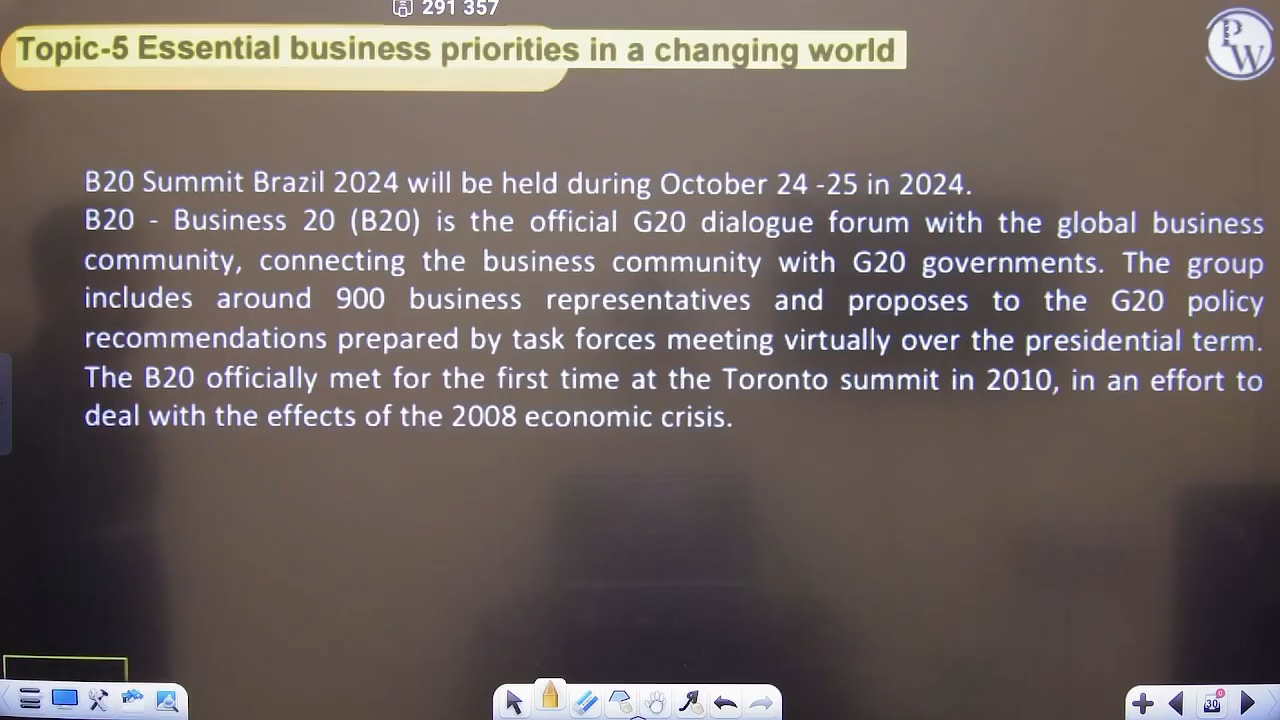 291 357
Topic-5 Essential business priorities in a changing world
PW
B20 Summit Brazil 2024 will be held during October 24 -25 in 2024.
B20 - Business 20 (B20) is the official G20 dialogue forum with the global business
community, connecting the business community with G20 governments. The group
includes around 900 business representatives and proposes to the G20 policy
recommendations prepared by task forces meeting virtually over the presidential term.
The B20 officially met for the first time at the Toronto summit in 2010, in an effort to
deal with the effects of the 2008 economic crisis.
30
0